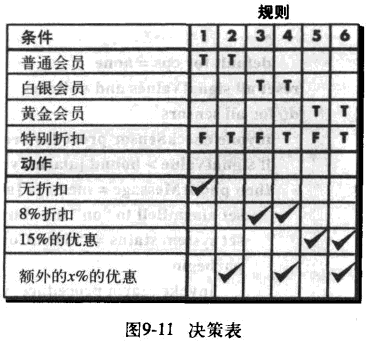 规则
条件 1 2 3 4 5 6
普通会员 T T
白银会员 T T
黄金会员 T T
特别折扣 F T F T F T
动作
无折扣
8%折扣
15%的优惠
额外的x%的优惠
图9-11 决策表